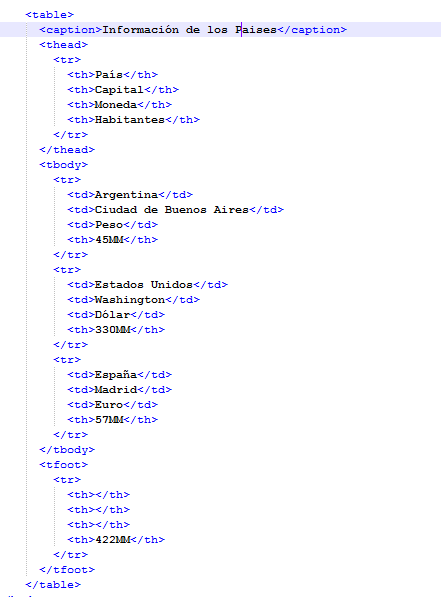 <table>
<caption>Información de los Paises</caption>
<thead>
<tr>
<th>País</th>
<th>Capital</th>
<th>Moneda</th>
<th>Habitantes</th>
</tr>
</thead>
<tbody>
<tr>
<td>Argentina</td>
<td>Ciudad de Buenos Aires</td>
<td>Peso</td>
<th>45MM</th>
</tr>
<tr>
<td>Estados Unidos</td>
<td>Washington</td>
<td>Dólar</td>
<th>330MM</th>
</tr>
<tr>
<td>España</td>
<td>Madrid</td>
<td>Euro</td>
<th>57MM</th>
</tr>
</tbody>
<tfoot>
<tr>
<th></th>
<th></th>
<th></th>
<th>422MM</th>
</tr>
</tfoot>
</table>